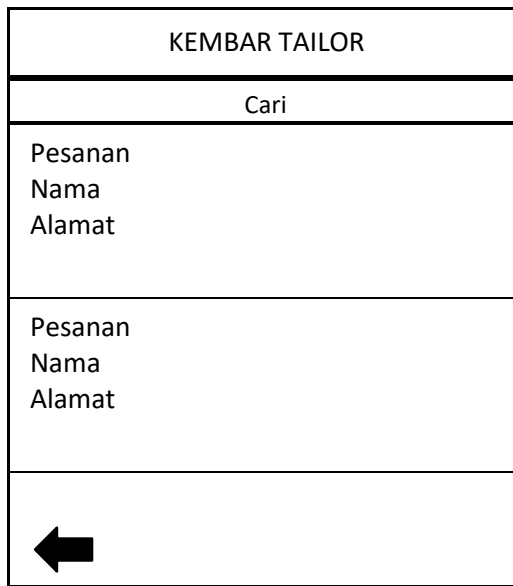 KEMBAR TAILOR
Cari
Pesanan
Nama
Alamat
Pesanan
Nama
Alamat